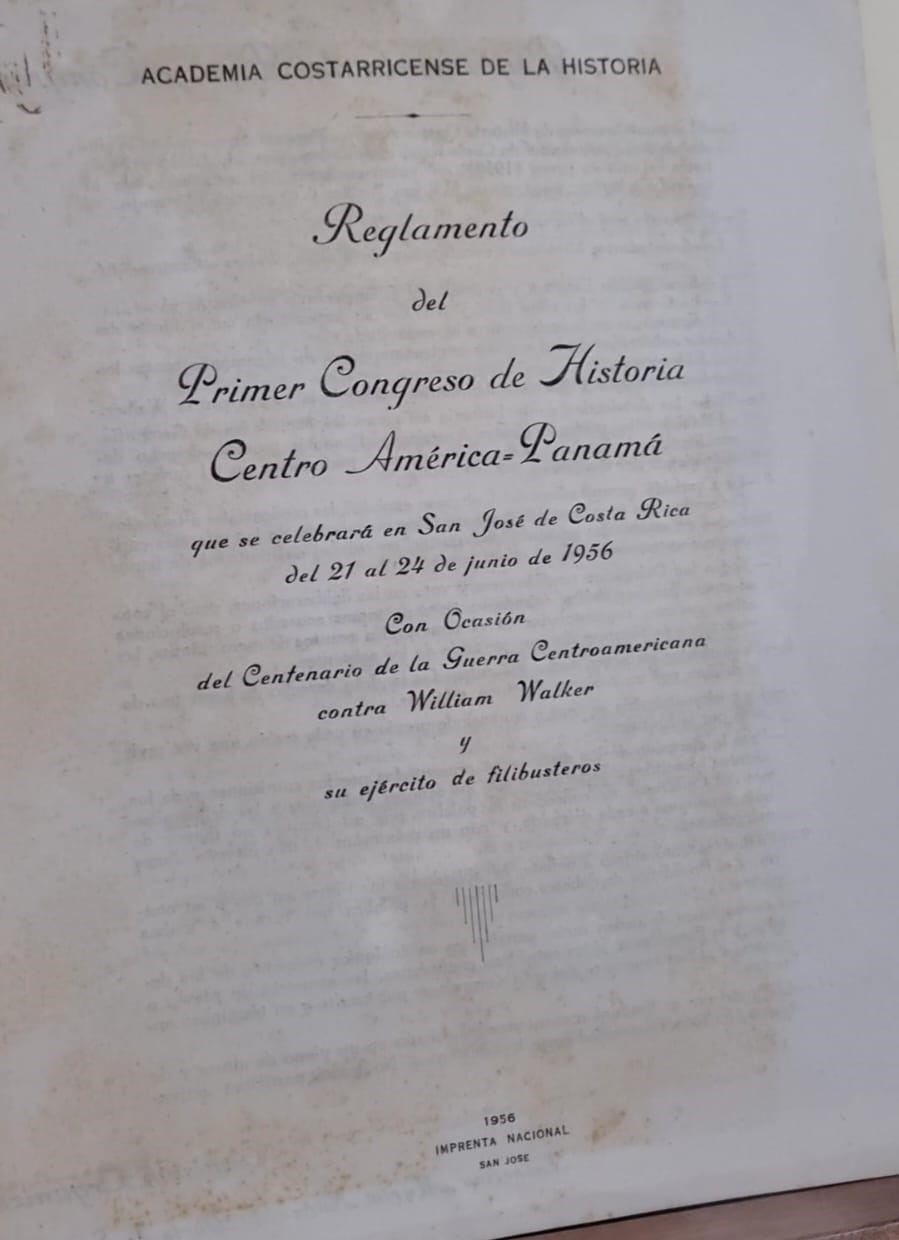 ACADEMIA COSTARRICENSE DE LA HISTORIA
Reglamento
del
Primer Congreso de Historia
Centro América=Panamá
que se celebrará en San José de Costa Rica
del 21 al 24 de junio de 1956
Con Ocasión
del Centenario de la Guerra Centroamericana
contra William Walker
y
su ejército de filibusteros
1956
IMPRENTA NACIONAL
SAN JOSE